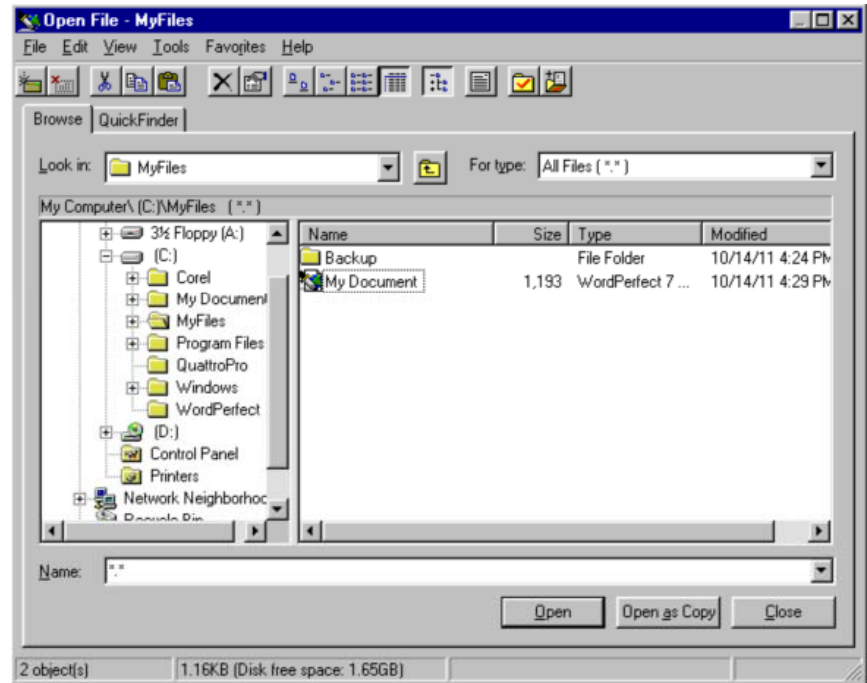 Open File - MyFiles
File Edit View Tools Favorites Help
Browse QuickFinder
Look in: MyFiles For type: All Files ( *.* )
My Computer\ (C:)\MyFiles ( *.* )
3½ Floppy (A:)
(C:)
Corel
My Document
MyFiles
Program Files
QuattroPro
Windows
WordPerfect
(D:)
Control Panel
Printers
Network Neighborhoo
Recycle Bin
Name Size Type Modified
Backup File Folder 10/14/11 4:24 PM
My Document 1,193 WordPerfect 7 ... 10/14/11 4:29 PM
Name: *.*
Open Open as Copy Close
2 object(s) 1.16KB (Disk free space: 1.65GB)